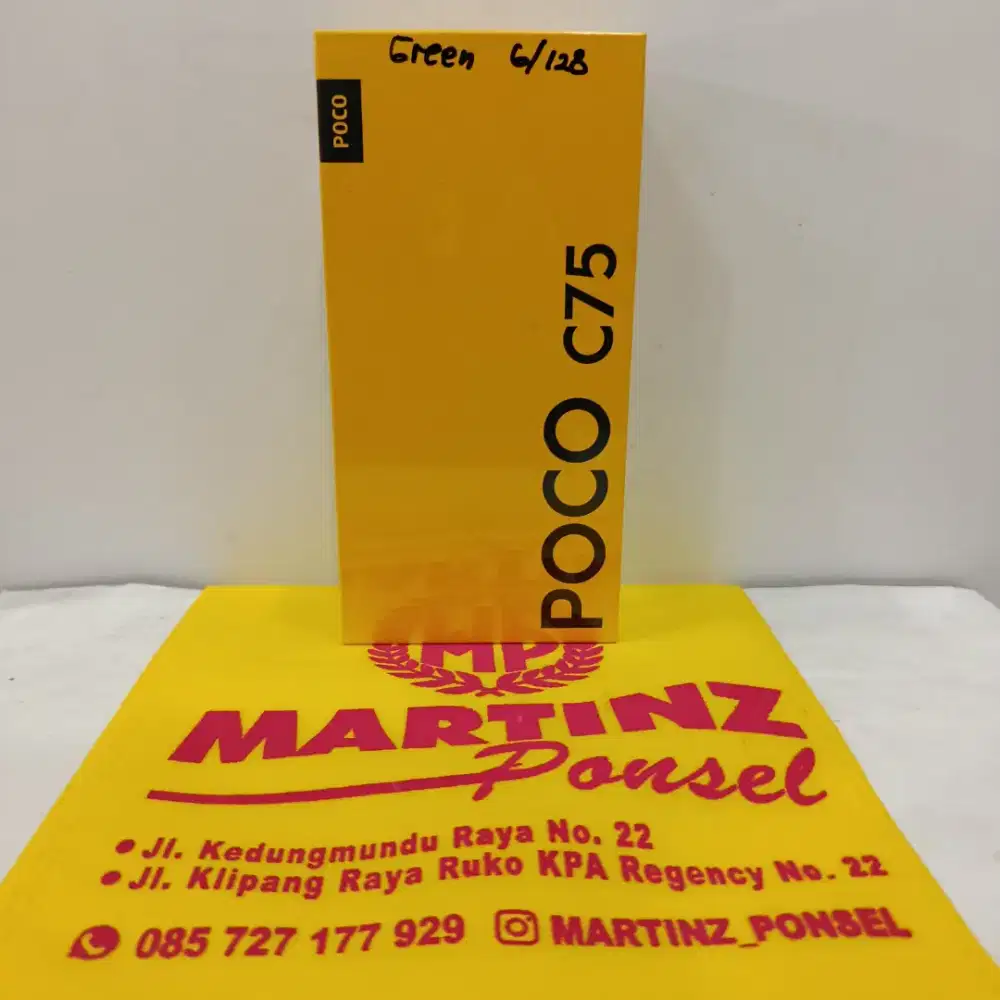 Green 6/128
POCO
POCO C75
MP
MARTINZ
Ponsel
• Jl. Kedungmundu Raya No. 22
• Jl. Klipang Raya Ruko KPA Regency No. 22
085 727 177 929 MARTINZ_PONSEL